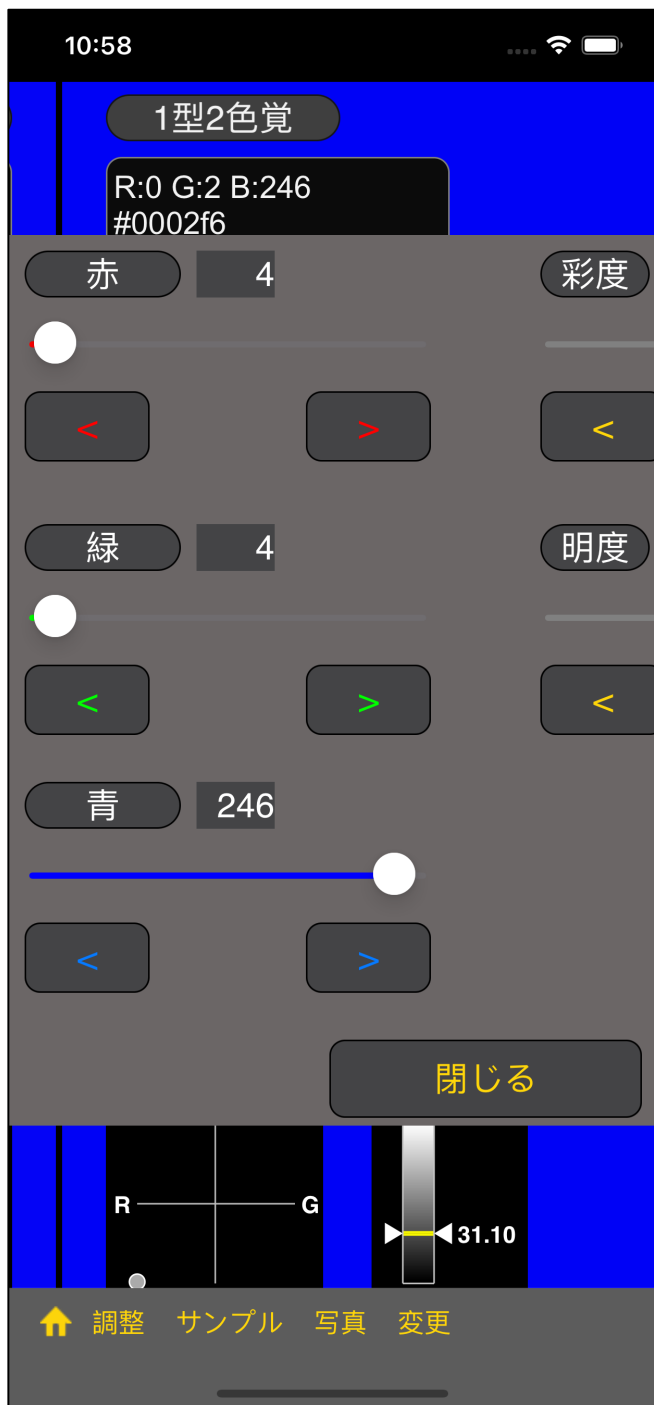 10:58
1型2色覚
R:0 G:2 B:246
#0002f6
赤 4 彩度
< > <
緑 4 明度
< > <
青 246
< >
閉じる
R G
31.10
調整 サンプル 写真 変更